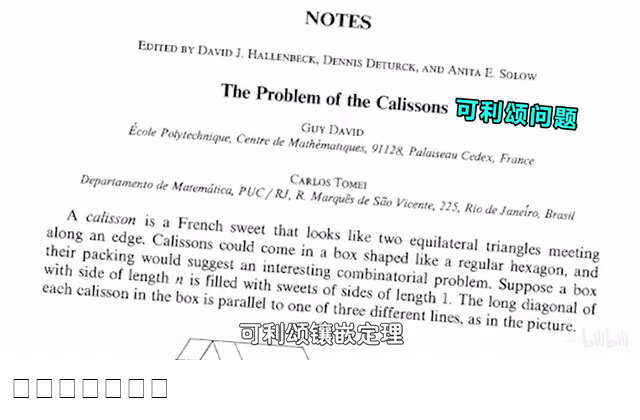 NOTES
EDITED BY DAVID J. HALLENBECK, DENNIS DETURCK, AND ANITA E. SOLOW
The Problem of the Calissons 可利颂问题
GUY DAVID
École Polytechnique, Centre de Mathématiques, 91128, Palaiseau Cedex, France
CARLOS TOMEI
Departamento de Matemática, PUC / RJ, R. Marquês de São Vicente, 225, Rio de Janeiro, Brasil
A calisson is a French sweet that looks like two equilateral triangles meeting
along an edge. Calissons could come in a box shaped like a regular hexagon, and
their packing would suggest an interesting combinatorial problem. Suppose a box
with side of length n is filled with sweets of sides of length 1. The long diagonal of
each calisson in the box is parallel to one of three different lines, as in the picture.
可利颂镶嵌定理
bilibili